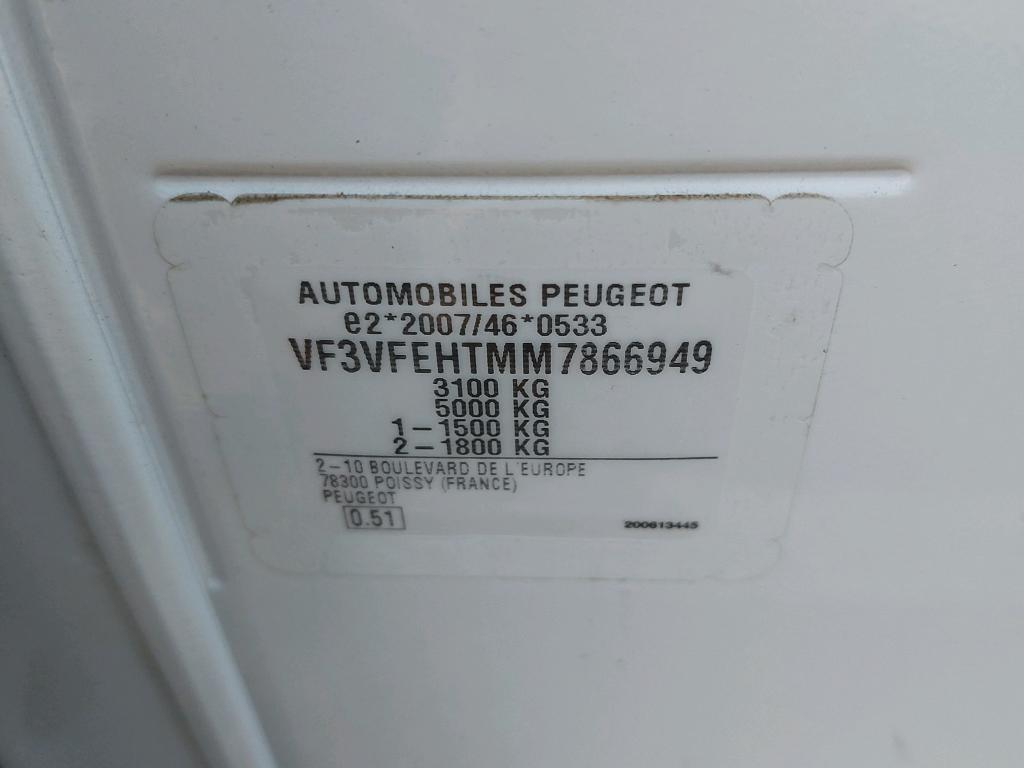 AUTOMOBILES PEUGEOT
e2*2007/46*0533
VF3VFEHTMM7866949
3100 KG
5000 KG
1-1500 KG
2-1800 KG
2-10 BOULEVARD DE L'EUROPE
78300 POISSY (FRANCE)
PEUGEOT
0.51
200613445